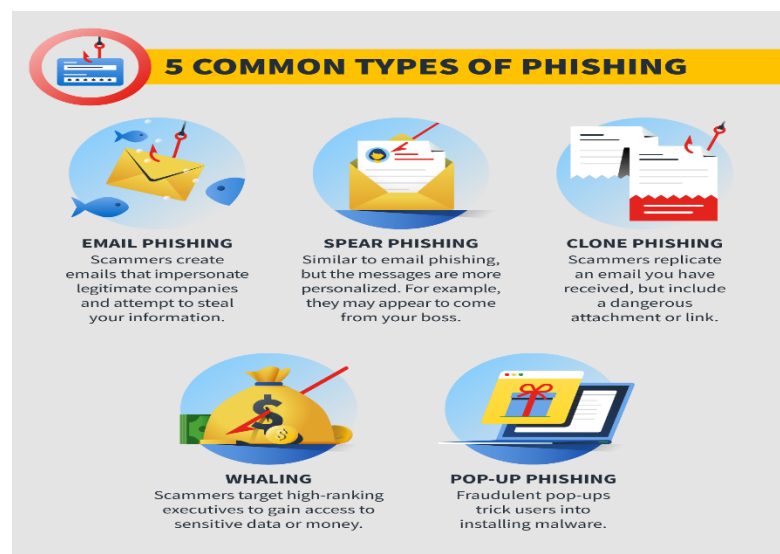 5 COMMON TYPES OF PHISHING
EMAIL PHISHING
Scammers create
emails that impersonate
legitimate companies
and attempt to steal
your information.
SPEAR PHISHING
Similar to email phishing,
but the messages are more
personalized. For example,
they may appear to come
from your boss.
CLONE PHISHING
Scammers replicate
an email you have
received, but include
a dangerous
attachment or link.
WHALING
Scammers target high-ranking
executives to gain access to
sensitive data or money.
POP-UP PHISHING
Fraudulent pop-ups
trick users into
installing malware.